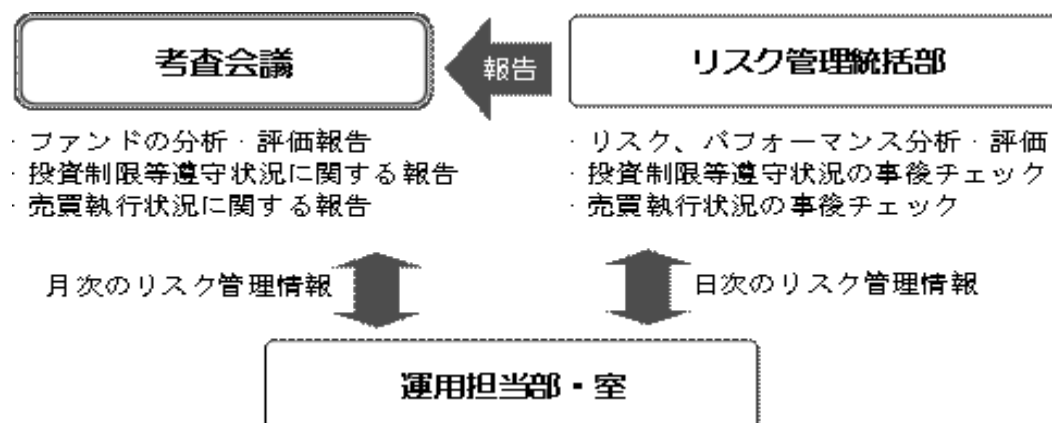 考査会議
報告
リスク管理統括部
· ファンドの分析 · 評価報告
· 投資制限等遵守状況に関する報告
· 売買執行状況に関する報告
· リスク、パフォーマンス分析 · 評価
· 投資制限等遵守状況の事後チェック
· 売買執行状況の事後チェック
月次のリスク管理情報
日次のリスク管理情報
運用担当部・室